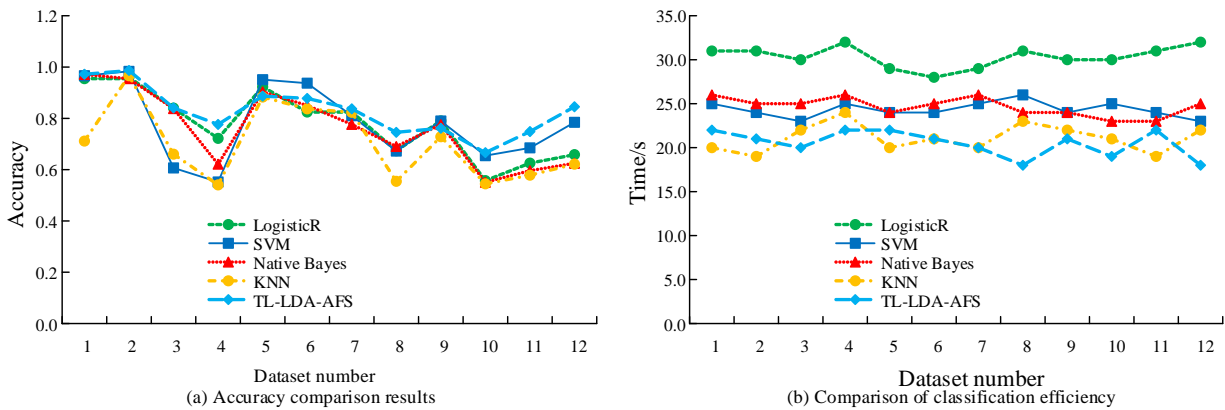 1.2
1.0
0.8
0.6
0.4
0.2
0.0
Accuracy
LogisticR
SVM
Native Bayes
KNN
TL-LDA-AFS
1 2 3 4 5 6 7 8 9 10 11 12
Dataset number
(a) Accuracy comparison results
35.0
30.0
25.0
20.0
15.0
10.0
5.0
0.0
Time/s
LogisticR
SVM
Native Bayes
KNN
TL-LDA-AFS
1 2 3 4 5 6 7 8 9 10 11 12
Dataset number
(b) Comparison of classification efficiency